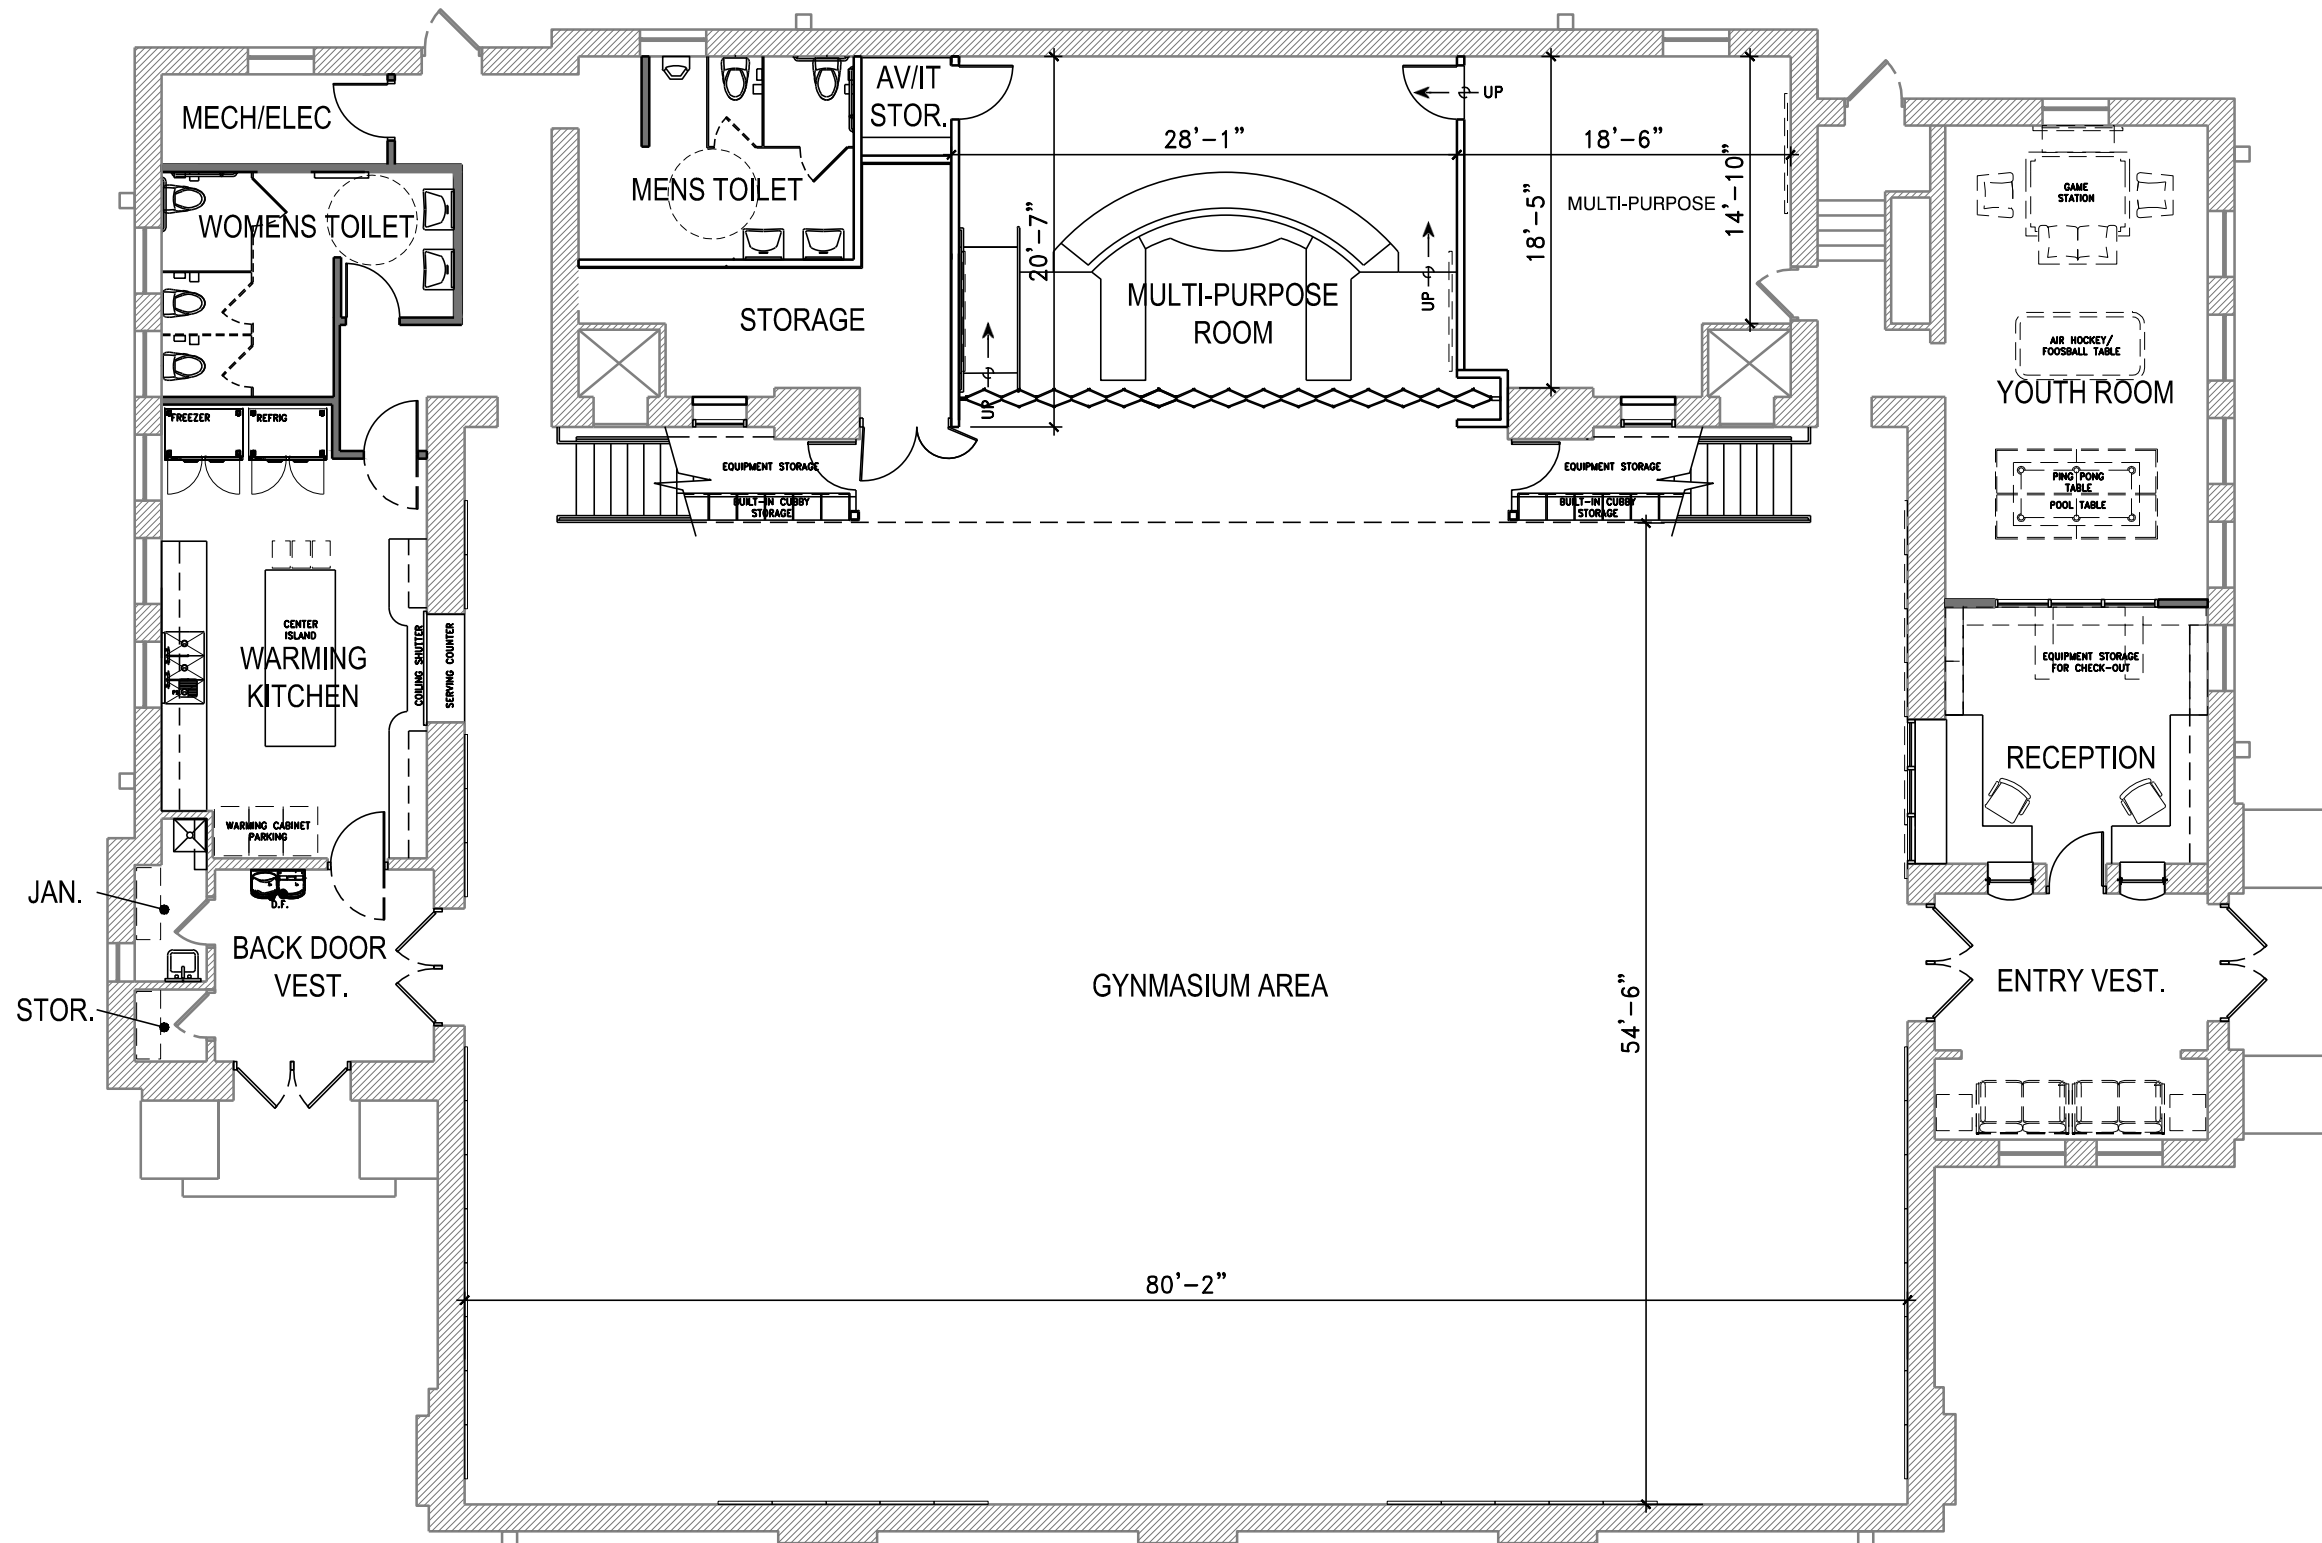 MECH/ELEC
AV/IT
STOR.
UP
28’-1”
18’-6”
14’-10”
MENS TOILET
WOMENS TOILET
20’-7”
18’-5”
MULTI-PURPOSE
GAME
STATION
MULTI-PURPOSE
ROOM
UP
STORAGE
UP
AIR HOCKEY/
FOOSBALL TABLE
YOUTH ROOM
FREEZER
REFRIG
EQUIPMENT STORAGE
BUILT-IN CUBBY
STORAGE
EQUIPMENT STORAGE
BUILT-IN CUBBY
STORAGE
PING PONG
TABLE
POOL TABLE
CENTER
ISLAND
WARMING
KITCHEN
COILING SHUTTER
SERVING COUNTER
EQUIPMENT STORAGE
FOR CHECK-OUT
RECEPTION
WARMING CABINET
PARKING
JAN.
D.F.
BACK DOOR
VEST.
STOR.
GYNMASIUM AREA
54’-6”
ENTRY VEST.
80’-2”